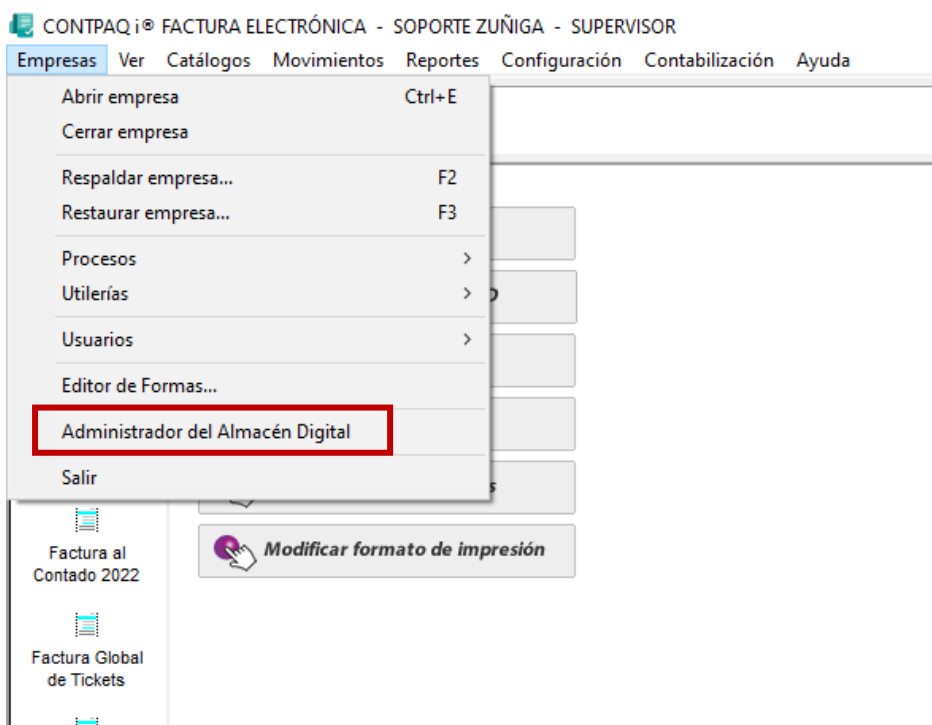 CONTPAQ i® FACTURA ELECTRÓNICA - SOPORTE ZUÑIGA - SUPERVISOR
Empresas Ver Catálogos Movimientos Reportes Configuración Contabilización Ayuda
Abrir empresa Ctrl+E
Cerrar empresa
Respaldar empresa... F2
Restaurar empresa... F3
Procesos
Utilerías
Usuarios
Editor de Formas...
Administrador del Almacén Digital
Salir
Modificar formato de impresión
Factura al
Contado 2022
Factura Global
de Tickets